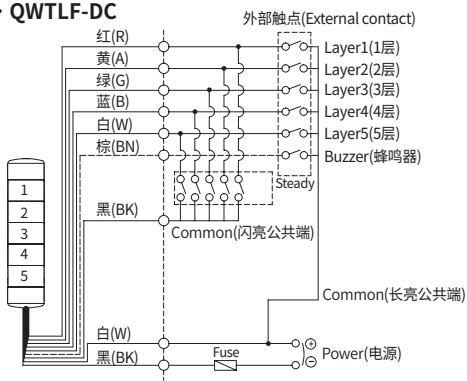 QWTLF-DC
外部触点(External contact)
红(R)
Layer1(1层)
黄(A)
Layer2(2层)
绿(G)
Layer3(3层)
蓝(B)
Layer4(4层)
白(W)
Layer5(5层)
棕(BN)
Buzzer(蜂鸣器)
Steady
1
2
3
4
5
黑(BK)
Common(闪亮公共端)
Common(长亮公共端)
白(W)
黑(BK)
Fuse
Power(电源)